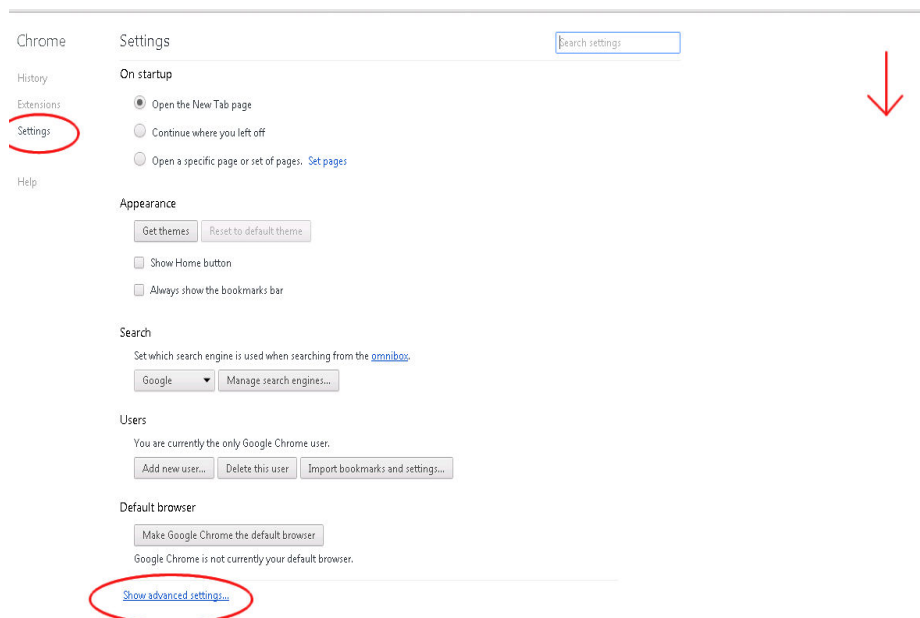 Chrome
Settings
Search settings
History
Extensions
Settings
Help
On startup
Open the New Tab page
Continue where you left off
Open a specific page or set of pages. Set pages
Appearance
Get themes Reset to default theme
Show Home button
Always show the bookmarks bar
Search
Set which search engine is used when searching from the omnibox.
Google Manage search engines...
Users
You are currently the only Google Chrome user.
Add new user... Delete this user Import bookmarks and settings...
Default browser
Make Google Chrome the default browser
Google Chrome is not currently your default browser.
Show advanced settings...